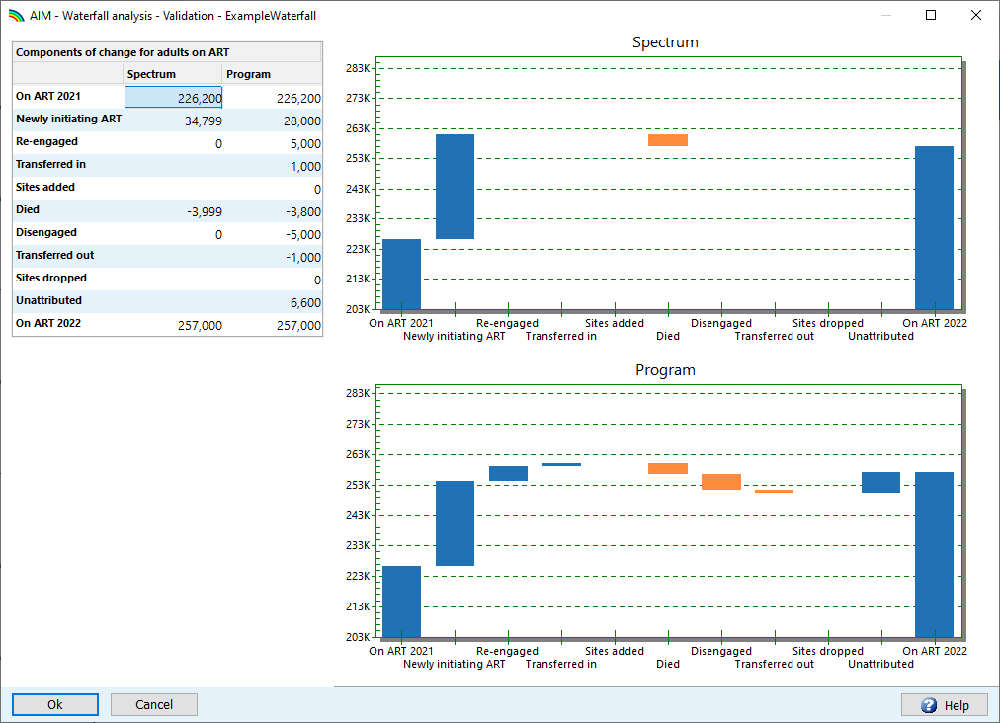 AIM - Waterfall analysis - Validation - ExampleWaterfall
Components of change for adults on ART
Spectrum Program
On ART 2021 226,200 226,200
Newly initiating ART 34,799 28,000
Re-engaged 0 5,000
Transferred in 1,000
Sites added 0
Died -3,999 -3,800
Disengaged 0 -5,000
Transferred out -1,000
Sites dropped 0
Unattributed 6,600
On ART 2022 257,000 257,000
Spectrum
283K
273K
263K
253K
243K
233K
223K
213K
203K
On ART 2021 Re-engaged Sites added Disengaged Sites dropped On ART 2022
Newly initiating ART Transferred in Died Transferred out Unattributed
Program
283K
273K
263K
253K
243K
233K
223K
213K
203K
On ART 2021 Re-engaged Sites added Disengaged Sites dropped On ART 2022
Newly initiating ART Transferred in Died Transferred out Unattributed
Ok Cancel ? Help